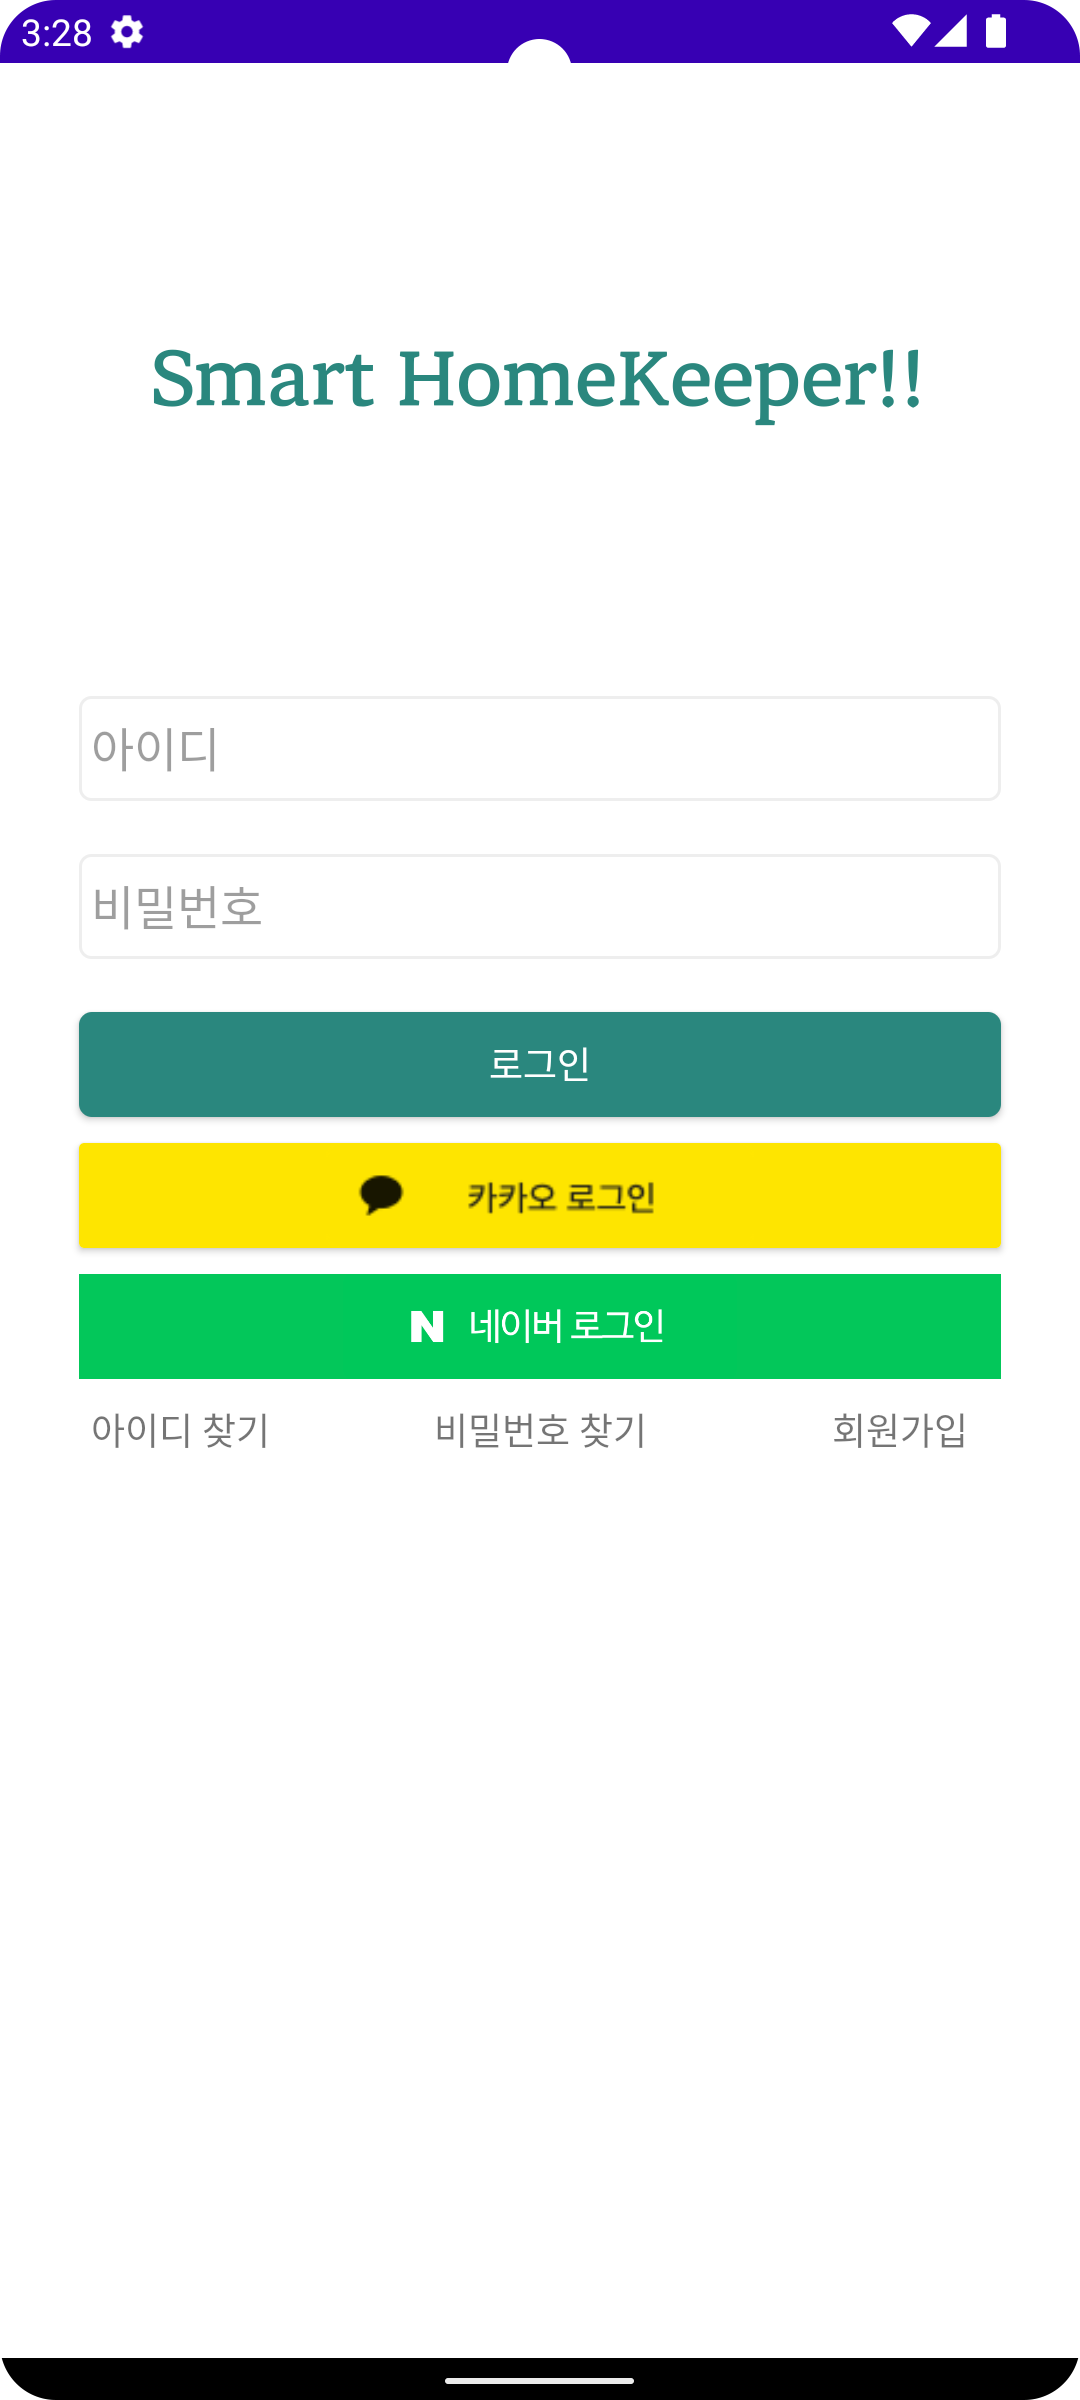 3:28
Smart HomeKeeper!!
아이디
비밀번호
로그인
카카오 로그인
N 네이버 로그인
아이디 찾기 비밀번호 찾기 회원가입